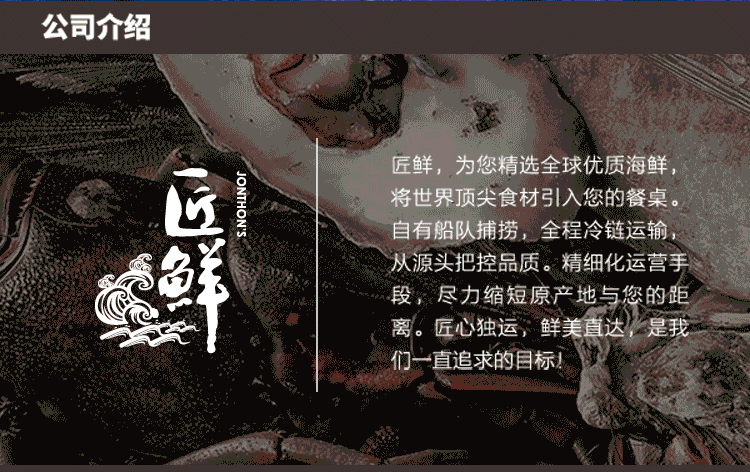 公司介绍
匠鲜
JONTHON'S
匠鲜，为您精选全球优质海鲜，
将世界顶尖食材引入您的餐桌。
自有船队捕捞，全程冷链运输，
从源头把控品质。精细化运营手
段，尽力缩短原产地与您的距
离。匠心独运，鲜美直达，是我
们一直追求的目标！